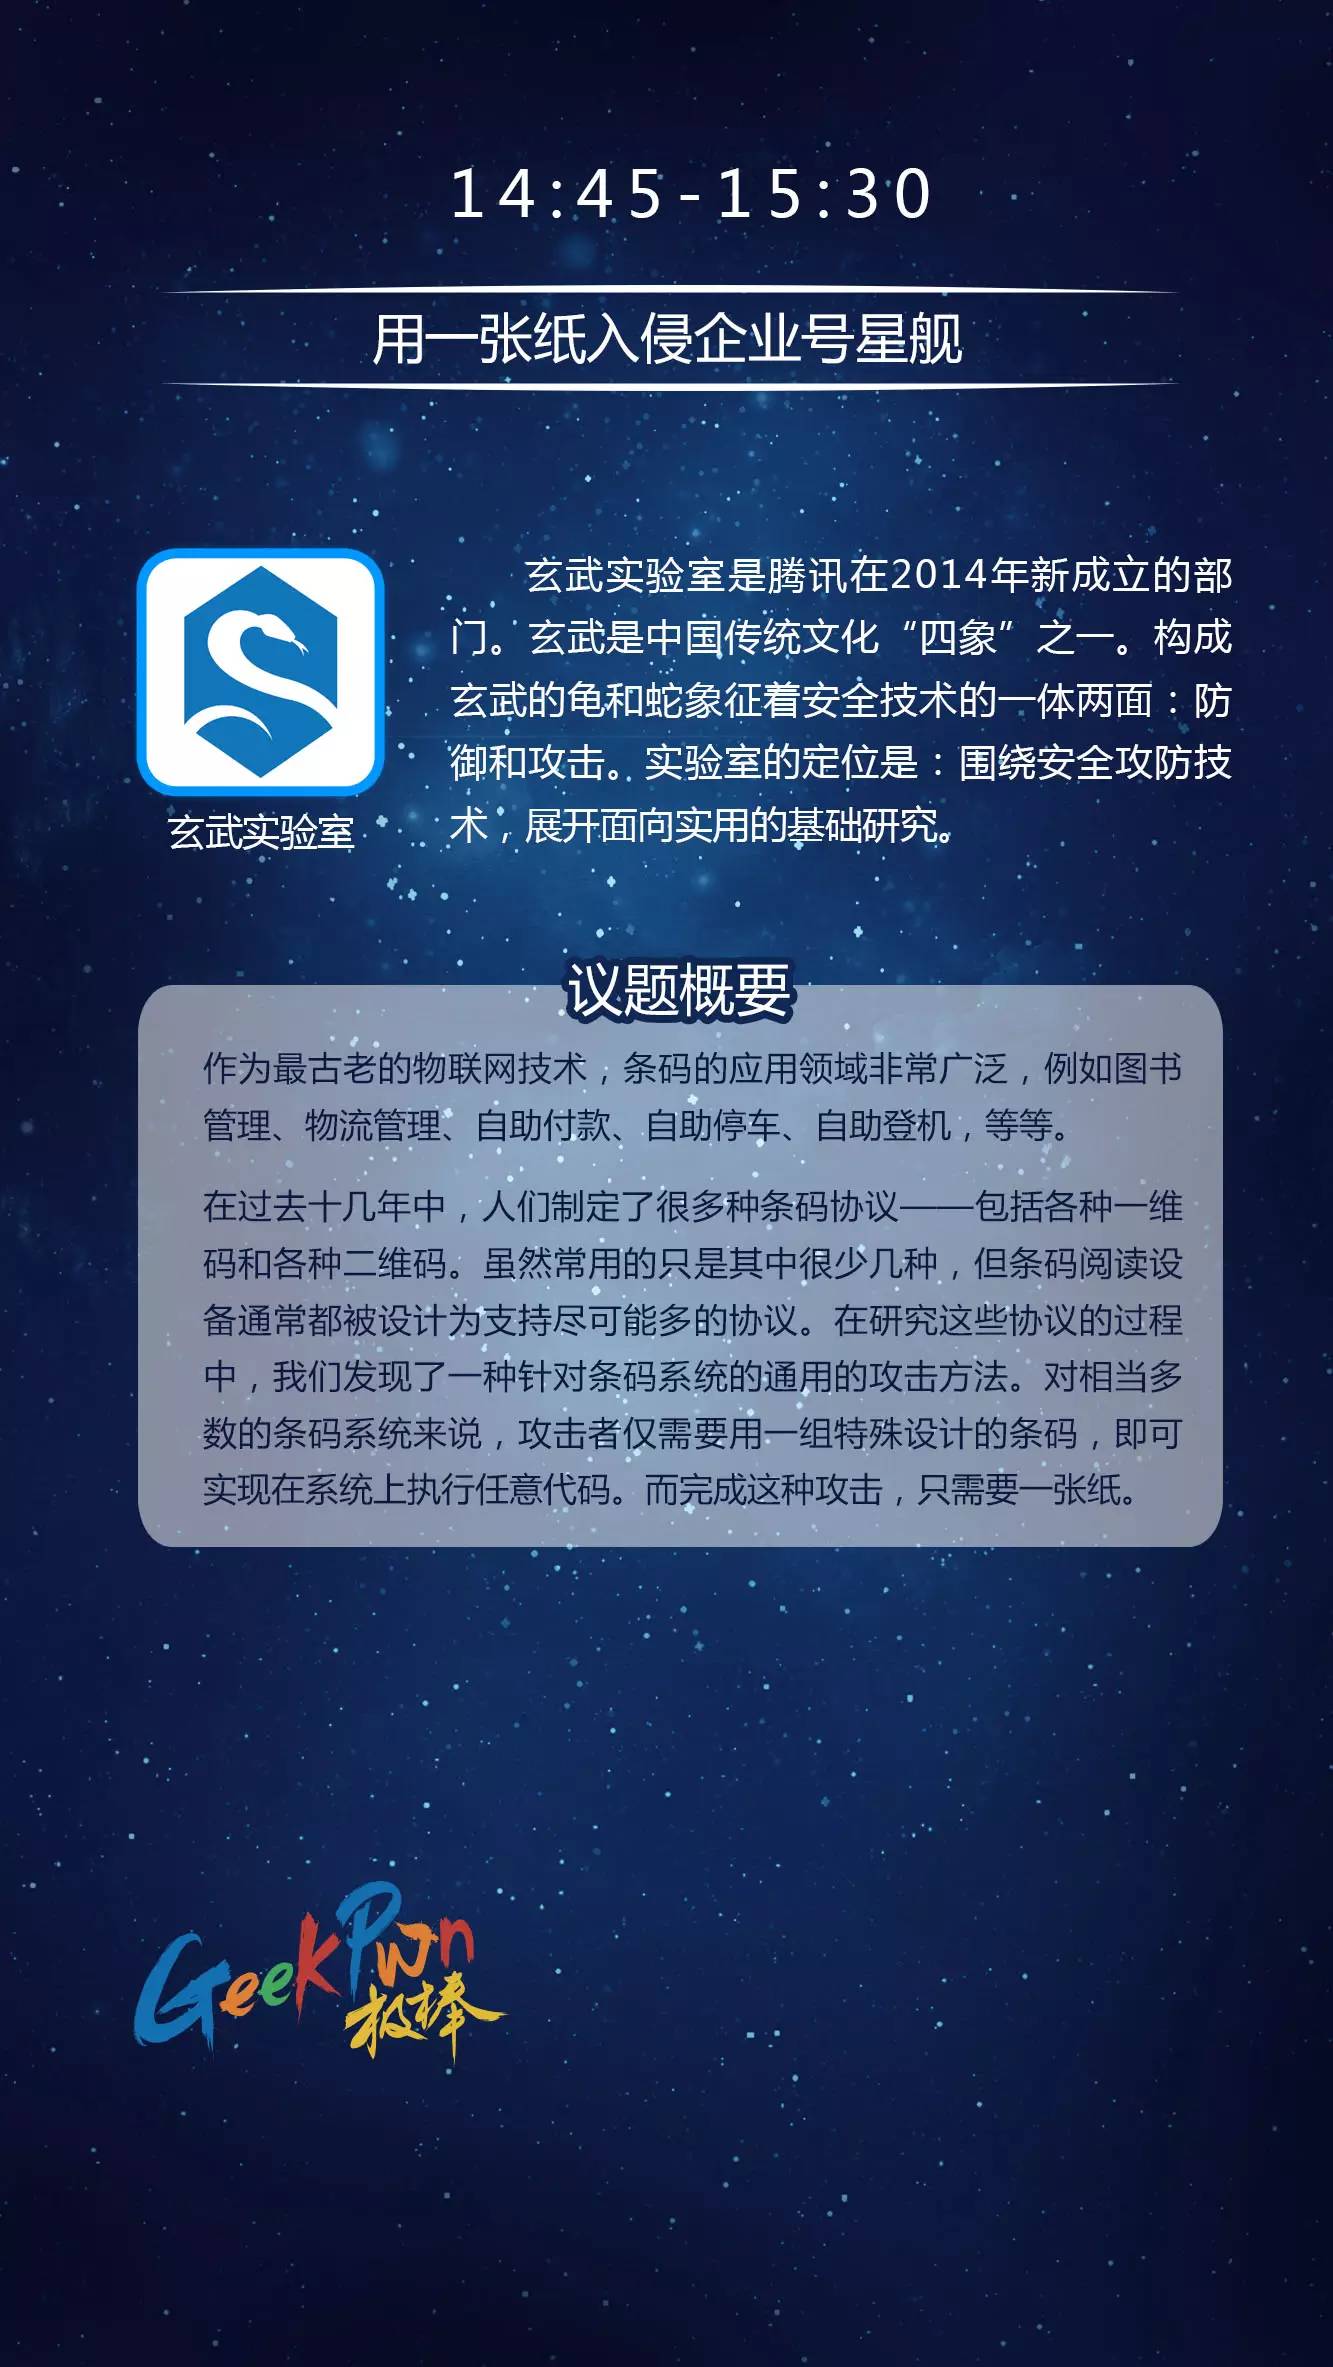 14:45-15:30
用一张纸入侵企业号星舰
玄武实验室是腾讯在2014年新成立的部
门。玄武是中国传统文化“四象”之一。构成
玄武的龟和蛇象征着安全技术的一体两面：防
御和攻击。实验室的定位是：围绕安全攻防技
术，展开面向实用的基础研究。
玄武实验室
议题概要
作为最古老的物联网技术，条码的应用领域非常广泛，例如图书
管理、物流管理、自助付款、自助停车、自助登机，等等。
在过去十几年中，人们制定了很多种条码协议——包括各种一维
码和各种二维码。虽然常用的只是其中很少几种，但条码阅读设
备通常都被设计为支持尽可能多的协议。在研究这些协议的过程
中，我们发现了一种针对条码系统的通用的攻击方法。对相当多
数的条码系统来说，攻击者仅需要用一组特殊设计的条码，即可
实现在系统上执行任意代码。而完成这种攻击，只需要一张纸。
GeekPwn
极棒